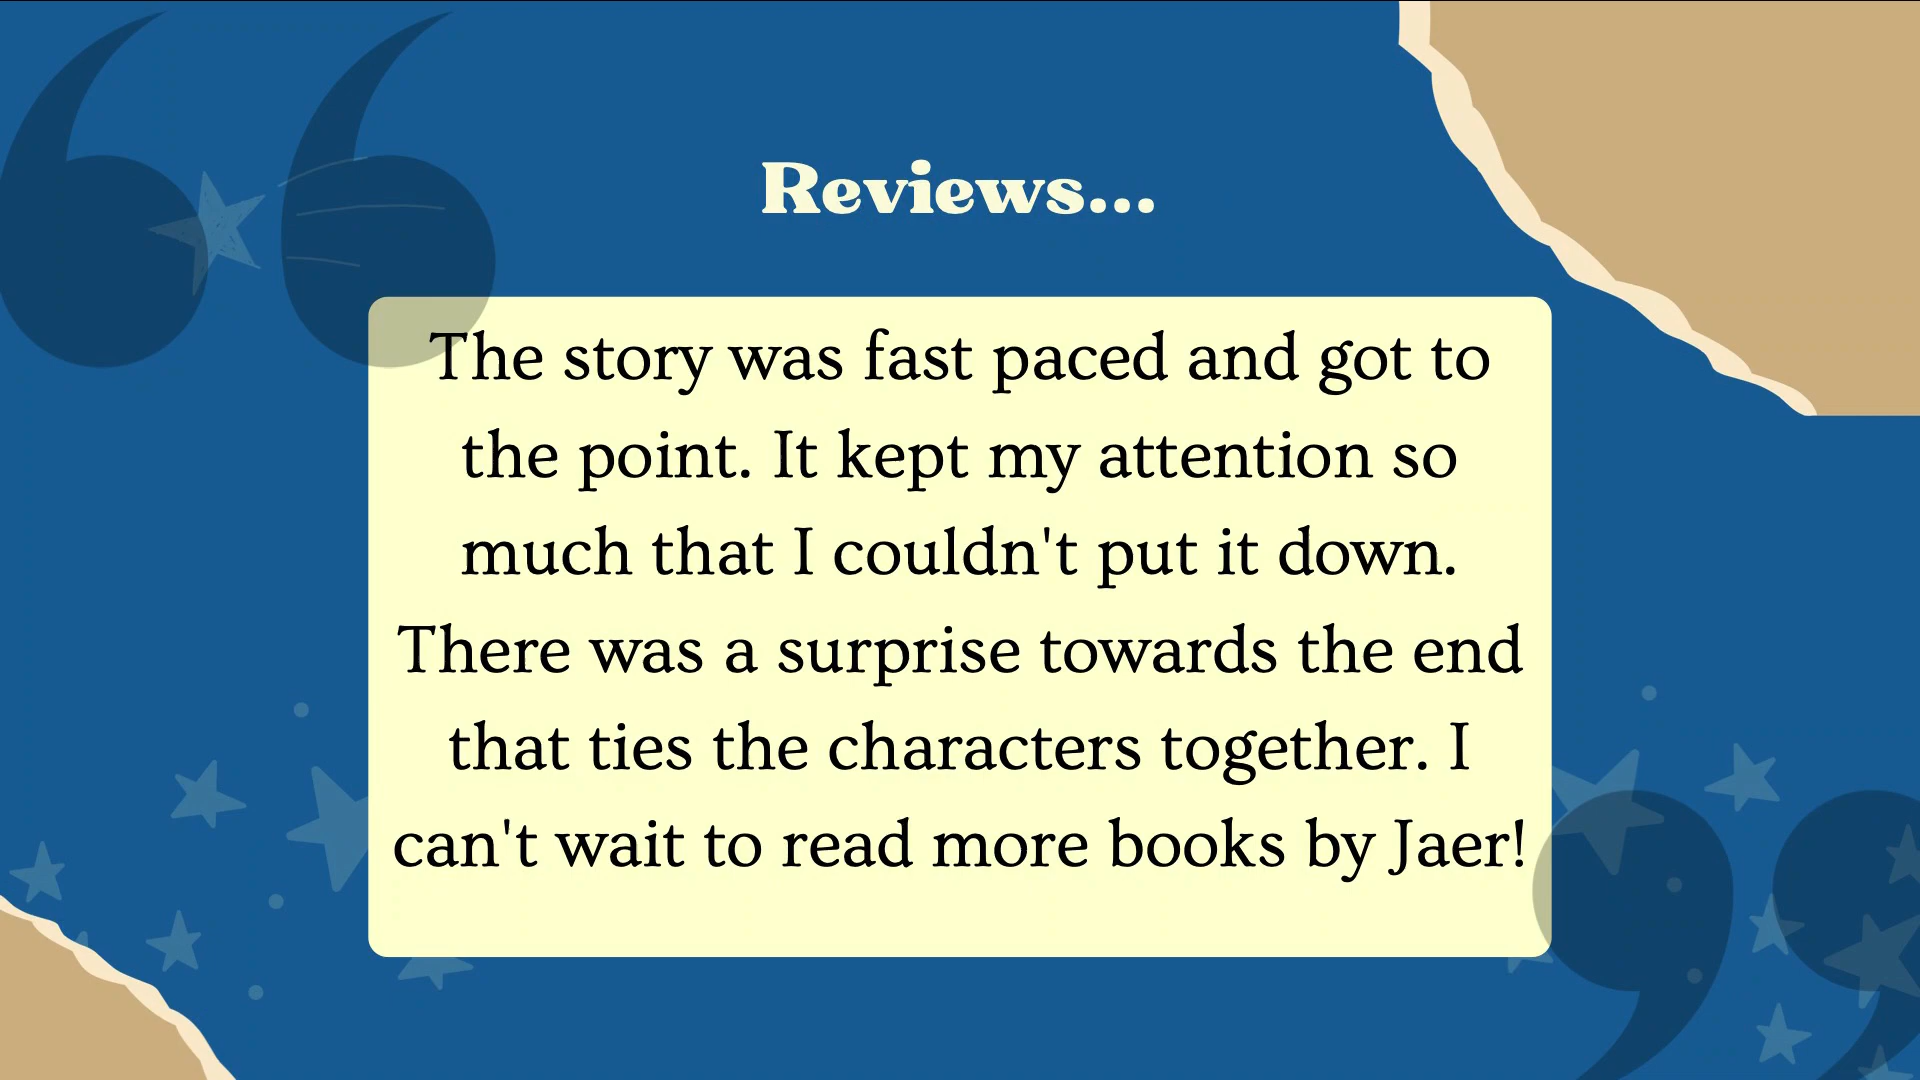 Reviews...
The story was fast paced and got to
the point. It kept my attention so
much that I couldn't put it down.
There was a surprise towards the end
that ties the characters together. I
can't wait to read more books by Jaer!